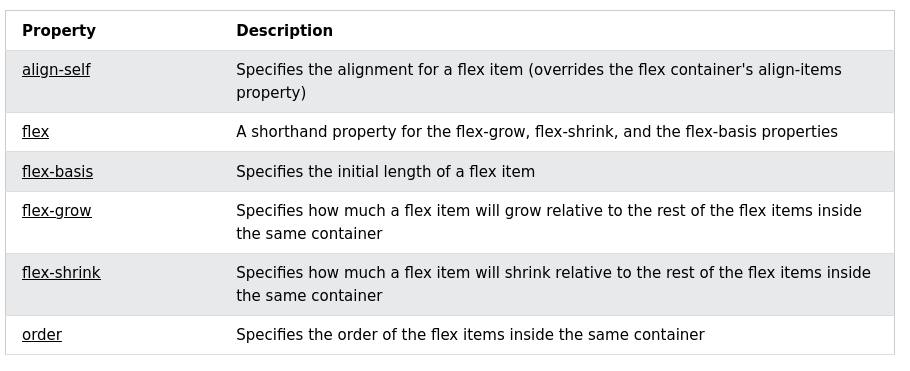 Property Description
align-self Specifies the alignment for a flex item (overrides the flex container's align-items
property)
flex A shorthand property for the flex-grow, flex-shrink, and the flex-basis properties
flex-basis Specifies the initial length of a flex item
flex-grow Specifies how much a flex item will grow relative to the rest of the flex items inside
the same container
flex-shrink Specifies how much a flex item will shrink relative to the rest of the flex items inside
the same container
order Specifies the order of the flex items inside the same container